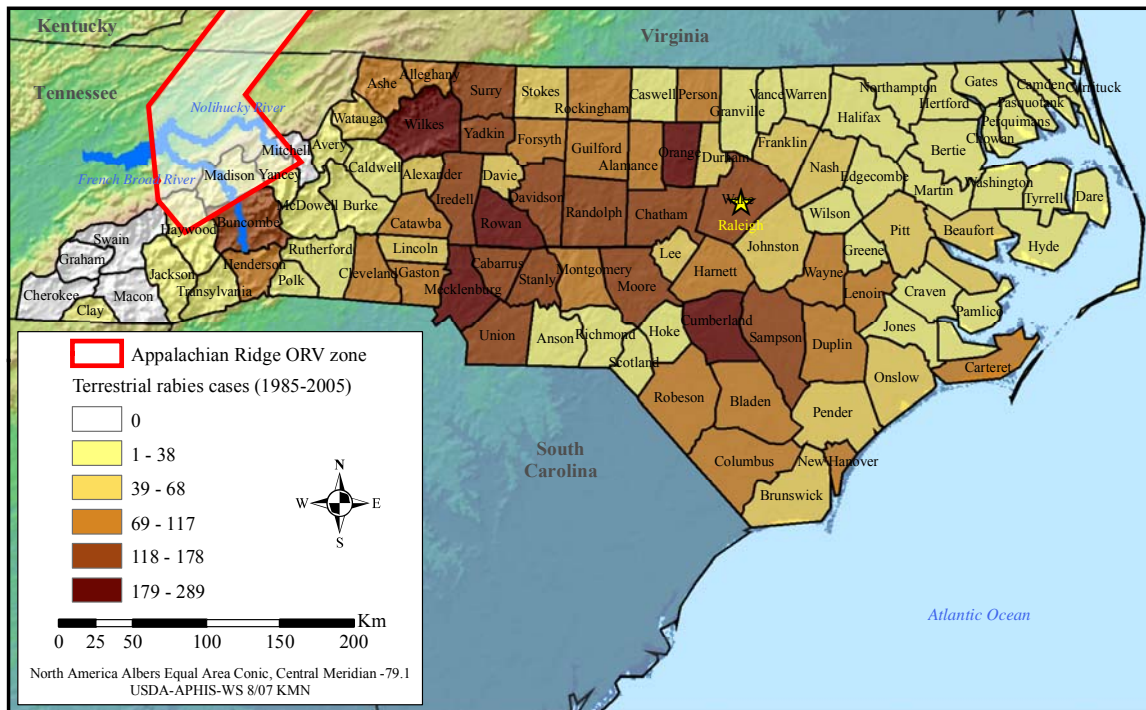 Kentucky
Virginia
Tennessee
Nolihucky River
French Broad River
Ashe
Alleghany
Surry
Stokes
Rockingham
Caswell
Person
Granville
Vance
Warren
Northampton
Gates
Camden
Currituck
Pasquotank
Perquimans
Chowan
Hertford
Halifax
Watauga
Wilkes
Yadkin
Forsyth
Guilford
Alamance
Orange
Durham
Franklin
Nash
Edgecombe
Bertie
Mitchell
Avery
Madison
Yancey
Caldwell
Alexander
Davie
Iredell
Davidson
Randolph
Chatham
Wake
Raleigh
Wilson
Martin
Washington
Tyrrell
Dare
McDowell
Burke
Buncombe
Haywood
Catawba
Rowan
Swain
Graham
Rutherford
Lincoln
Cabarrus
Lee
Johnston
Greene
Pitt
Beaufort
Hyde
Henderson
Jackson
Polk
Cleveland
Gaston
Mecklenburg
Stanly
Montgomery
Moore
Harnett
Wayne
Lenoin
Craven
Cherokee
Macon
Transylvania
Clay
Union
Anson
Richmond
Hoke
Scotland
Cumberland
Sampson
Duplin
Jones
Pamlico
Carteret
Onslow
Robeson
Bladen
Pender
Columbus
New Hanover
Brunswick
South
Carolina
Atlantic Ocean
Appalachian Ridge ORV zone
Terrestrial rabies cases (1985-2005)
0
1 - 38
39 - 68
69 - 117
118 - 178
179 - 289
N
W
E
S
Km
0 25 50 100 150 200
North America Albers Equal Area Conic, Central Meridian -79.1
USDA-APHIS-WS 8/07 KMN